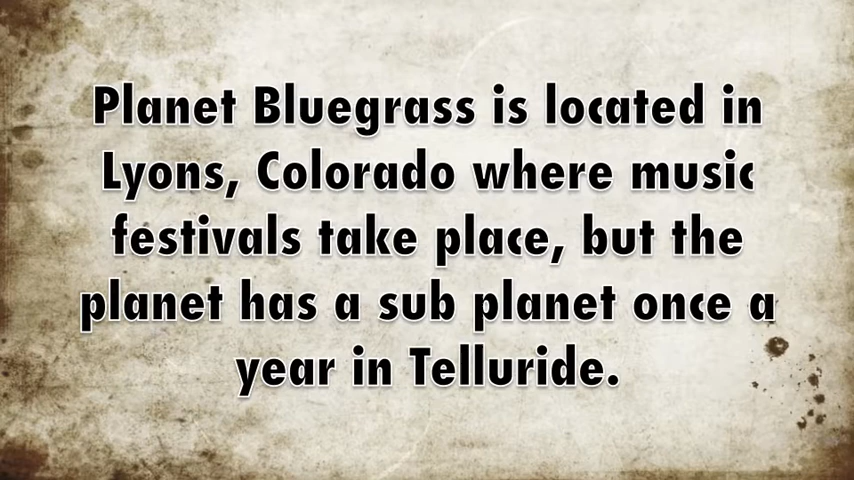 Planet Bluegrass is located in
Lyons, Colorado where music
festivals take place, but the
planet has a sub planet once a
year in Telluride.